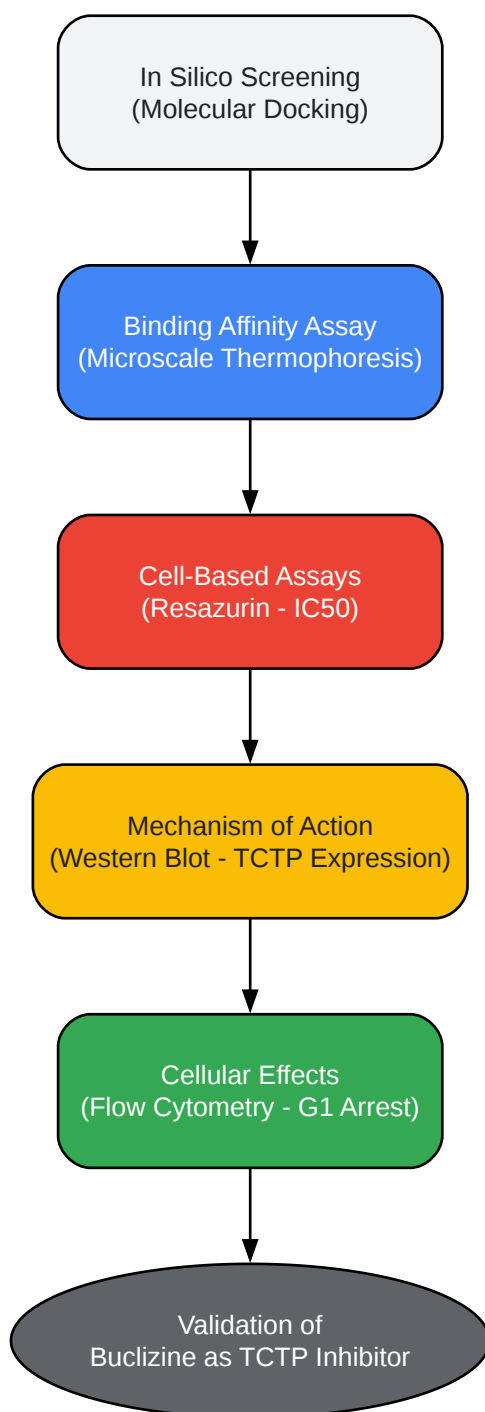 In Silico Screening
(Molecular Docking)
Binding Affinity Assay
(Microscale Thermophoresis)
Cell-Based Assays
(Resazurin - IC50)
Mechanism of Action
(Western Blot - TCTP Expression)
Cellular Effects
(Flow Cytometry - G1 Arrest)
Validation of
Buclizine as TCTP Inhibitor